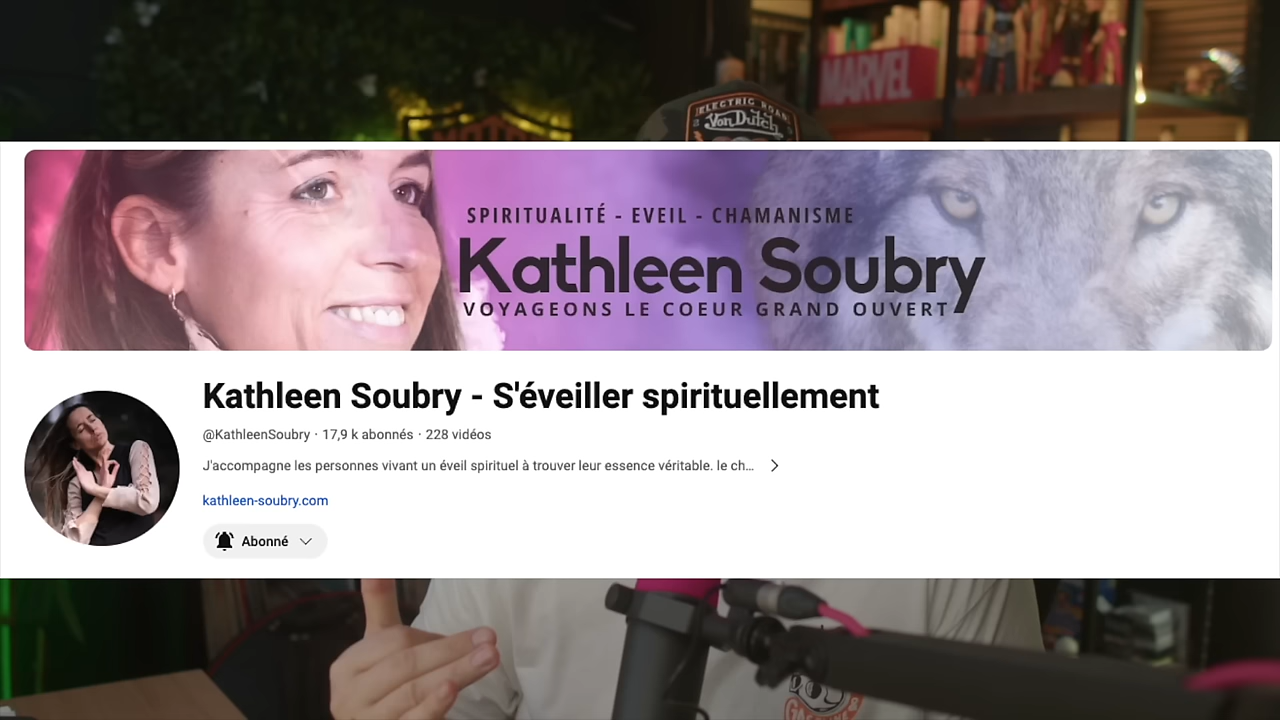 MARVEL
ELECTRIC ROAD
Von Dutch
SPIRITUALITÉ - EVEIL - CHAMANISME
Kathleen Soubry
VOYAGEONS LE COEUR GRAND OUVERT
Kathleen Soubry - S'éveiller spirituellement
@KathleenSoubry · 17,9 k abonnés · 228 vidéos
J'accompagne les personnes vivant un éveil spirituel à trouver leur essence véritable. le ch...
kathleen-soubry.com
Abonné